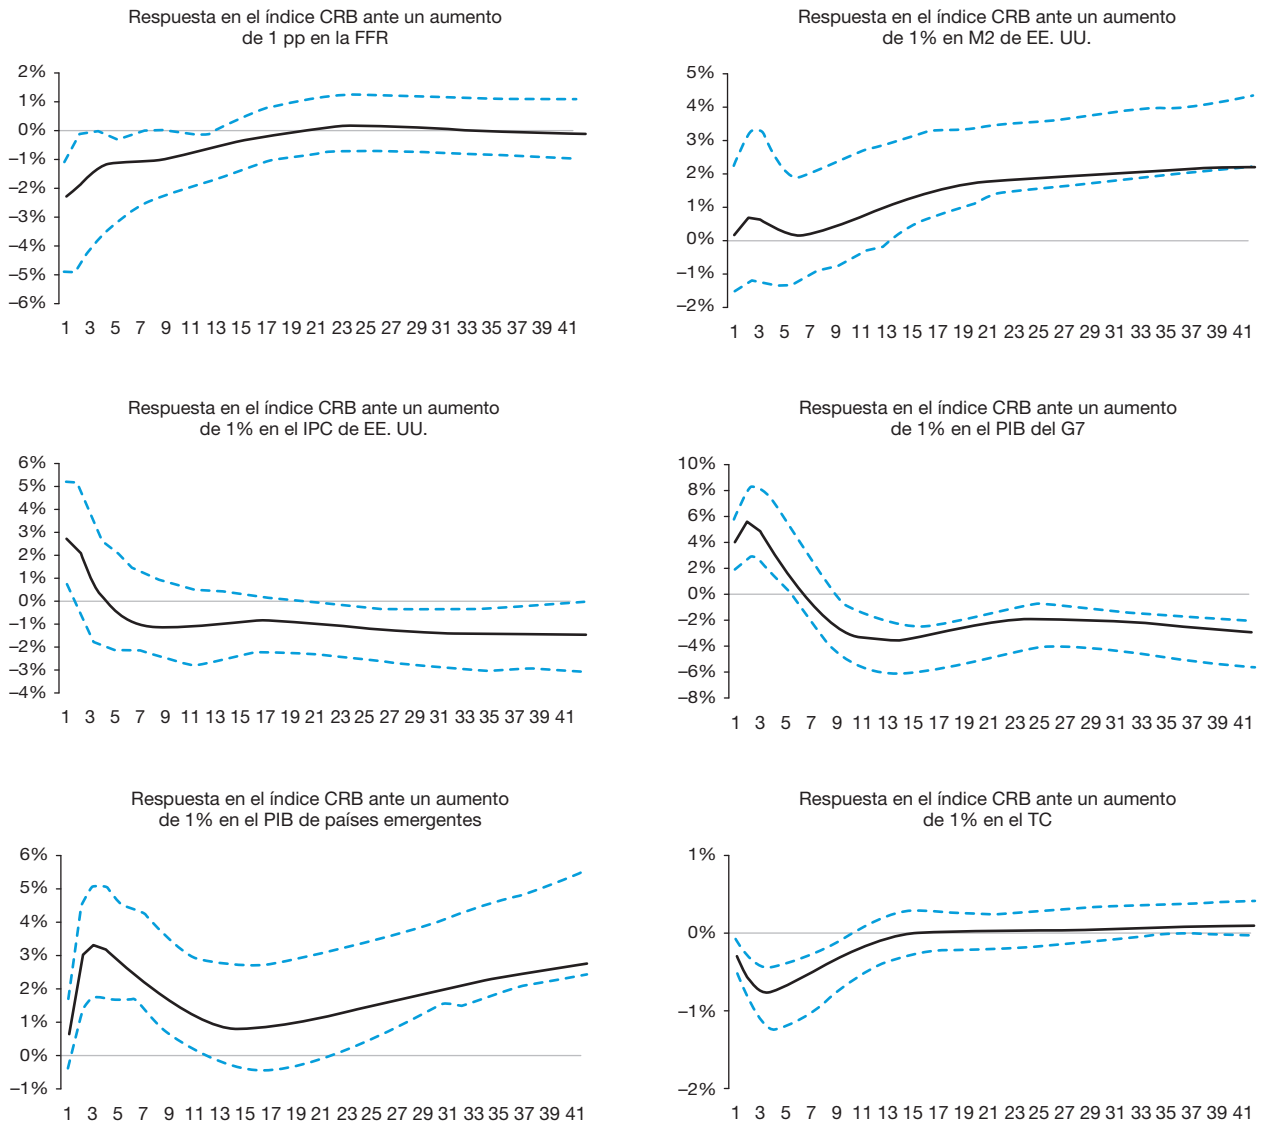 Respuesta en el índice CRB ante un aumento
de 1 pp en la FFR
2%
1%
0%
–1%
–2%
–3%
–4%
–5%
–6%
1 3 5 7 9 11 13 15 17 19 21 23 25 27 29 31 33 35 37 39 41
Respuesta en el índice CRB ante un aumento
de 1% en M2 de EE. UU.
5%
4%
3%
2%
1%
0%
–1%
–2%
1 3 5 7 9 11 13 15 17 19 21 23 25 27 29 31 33 35 37 39 41
Respuesta en el índice CRB ante un aumento
de 1% en el IPC de EE. UU.
6%
5%
4%
3%
2%
1%
0%
–1%
–2%
–3%
–4%
1 3 5 7 9 11 13 15 17 19 21 23 25 27 29 31 33 35 37 39 41
Respuesta en el índice CRB ante un aumento
de 1% en el PIB del G7
10%
8%
6%
4%
2%
0%
–2%
–4%
–6%
–8%
1 3 5 7 9 11 13 15 17 19 21 23 25 27 29 31 33 35 37 39 41
Respuesta en el índice CRB ante un aumento
de 1% en el PIB de países emergentes
6%
5%
4%
3%
2%
1%
0%
–1%
1 3 5 7 9 11 13 15 17 19 21 23 25 27 29 31 33 35 37 39 41
Respuesta en el índice CRB ante un aumento
de 1% en el TC
1%
0%
–1%
–2%
1 3 5 7 9 11 13 15 17 19 21 23 25 27 29 31 33 35 37 39 41